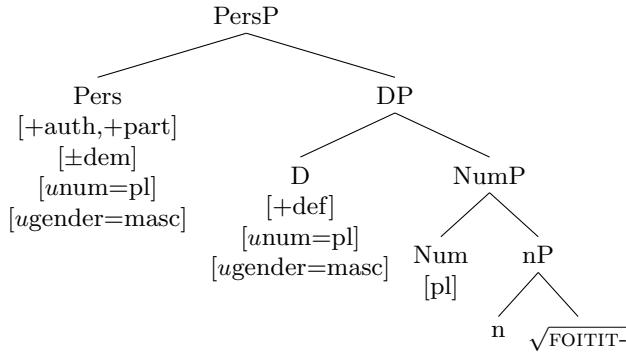 PersP
Pers DP
[+auth,+part]
[±dem]
[unum=pl]
[ugender=masc]
D NumP
[+def]
[unum=pl]
[ugender=masc]
Num nP
[pl]
n √FOITIT-